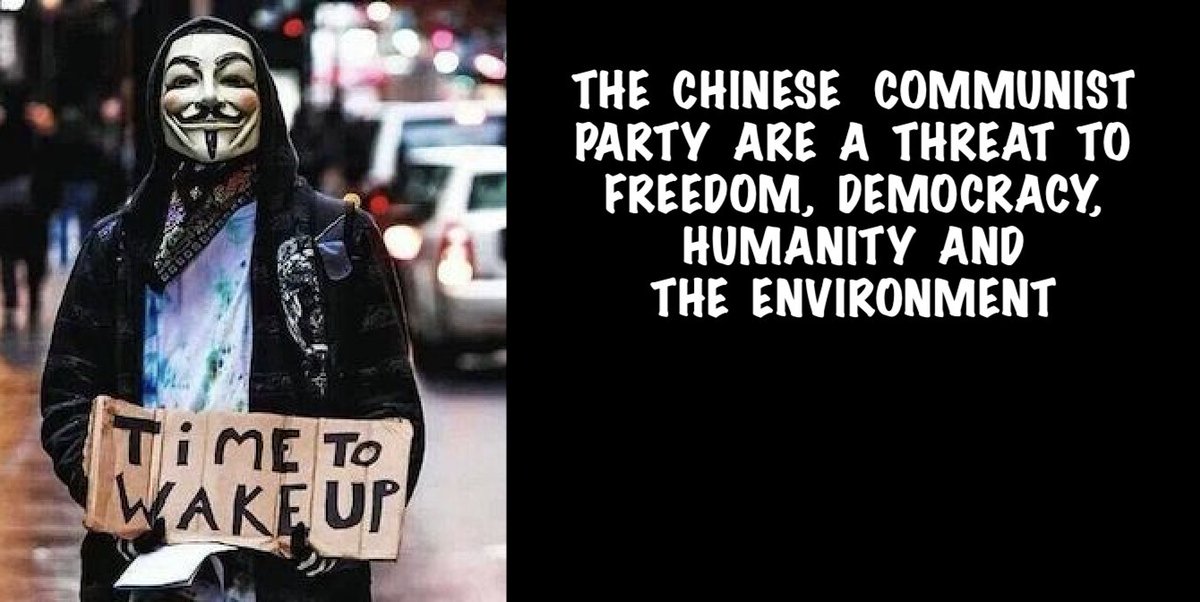 TiME TO
WAKE UP
THE CHINESE COMMUNIST
PARTY ARE A THREAT TO
FREEDOM, DEMOCRACY,
HUMANITY AND
THE ENVIRONMENT